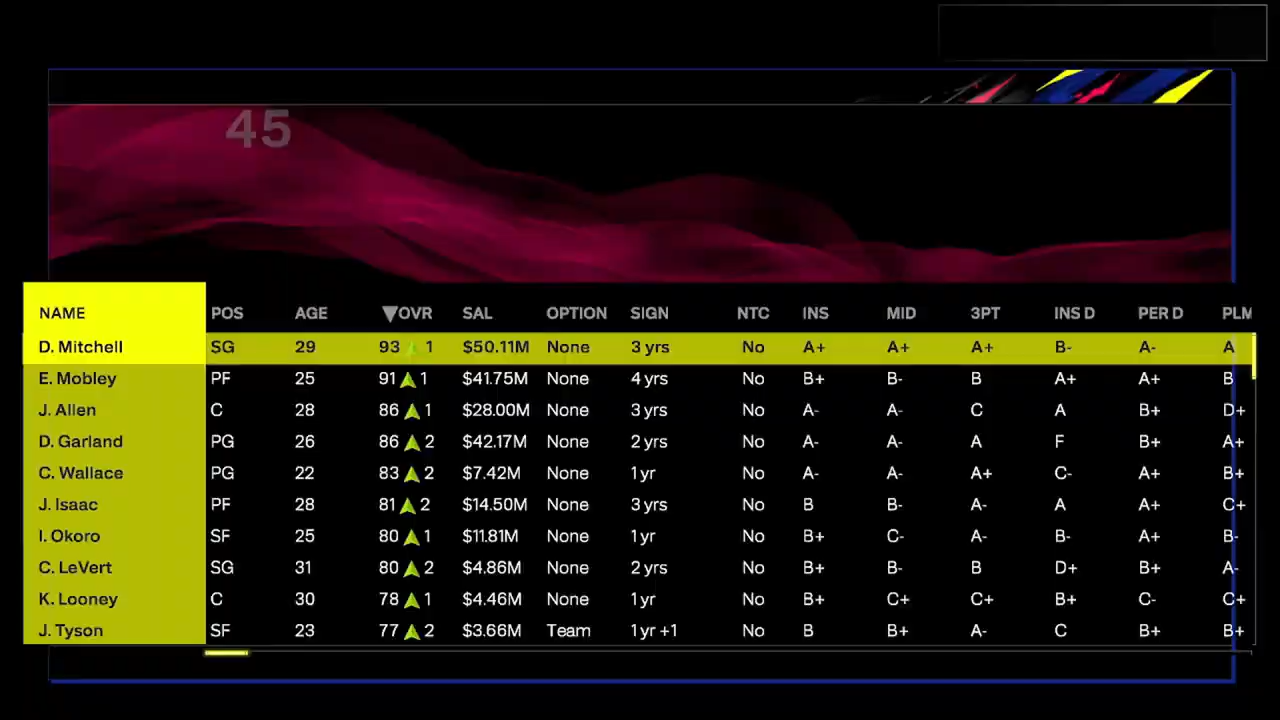 45
NAME POS AGE ▼OVR SAL OPTION SIGN NTC INS MID 3PT INS D PER D PLM
D. Mitchell SG 29 93 ▲ 1 $50.11M None 3 yrs No A+ A+ A+ B- A- A
E. Mobley PF 25 91 ▲ 1 $41.75M None 4 yrs No B+ B- B A+ A+ B
J. Allen C 28 86 ▲ 1 $28.00M None 3 yrs No A- A- C A B+ D+
D. Garland PG 26 86 ▲ 2 $42.17M None 2 yrs No A- A- A F B+ A+
C. Wallace PG 22 83 ▲ 2 $7.42M None 1 yr No A- A- A+ C- A+ B+
J. Isaac PF 28 81 ▲ 2 $14.50M None 3 yrs No B B- A- A A+ C+
I. Okoro SF 25 80 ▲ 1 $11.81M None 1 yr No B+ C- A- B- A+ B-
C. LeVert SG 31 80 ▲ 2 $4.86M None 2 yrs No B+ B- B D+ B+ A-
K. Looney C 30 78 ▲ 1 $4.46M None 1 yr No B+ C+ C+ B+ C- C+
J. Tyson SF 23 77 ▲ 2 $3.66M Team 1 yr +1 No B B+ A- C B+ B+